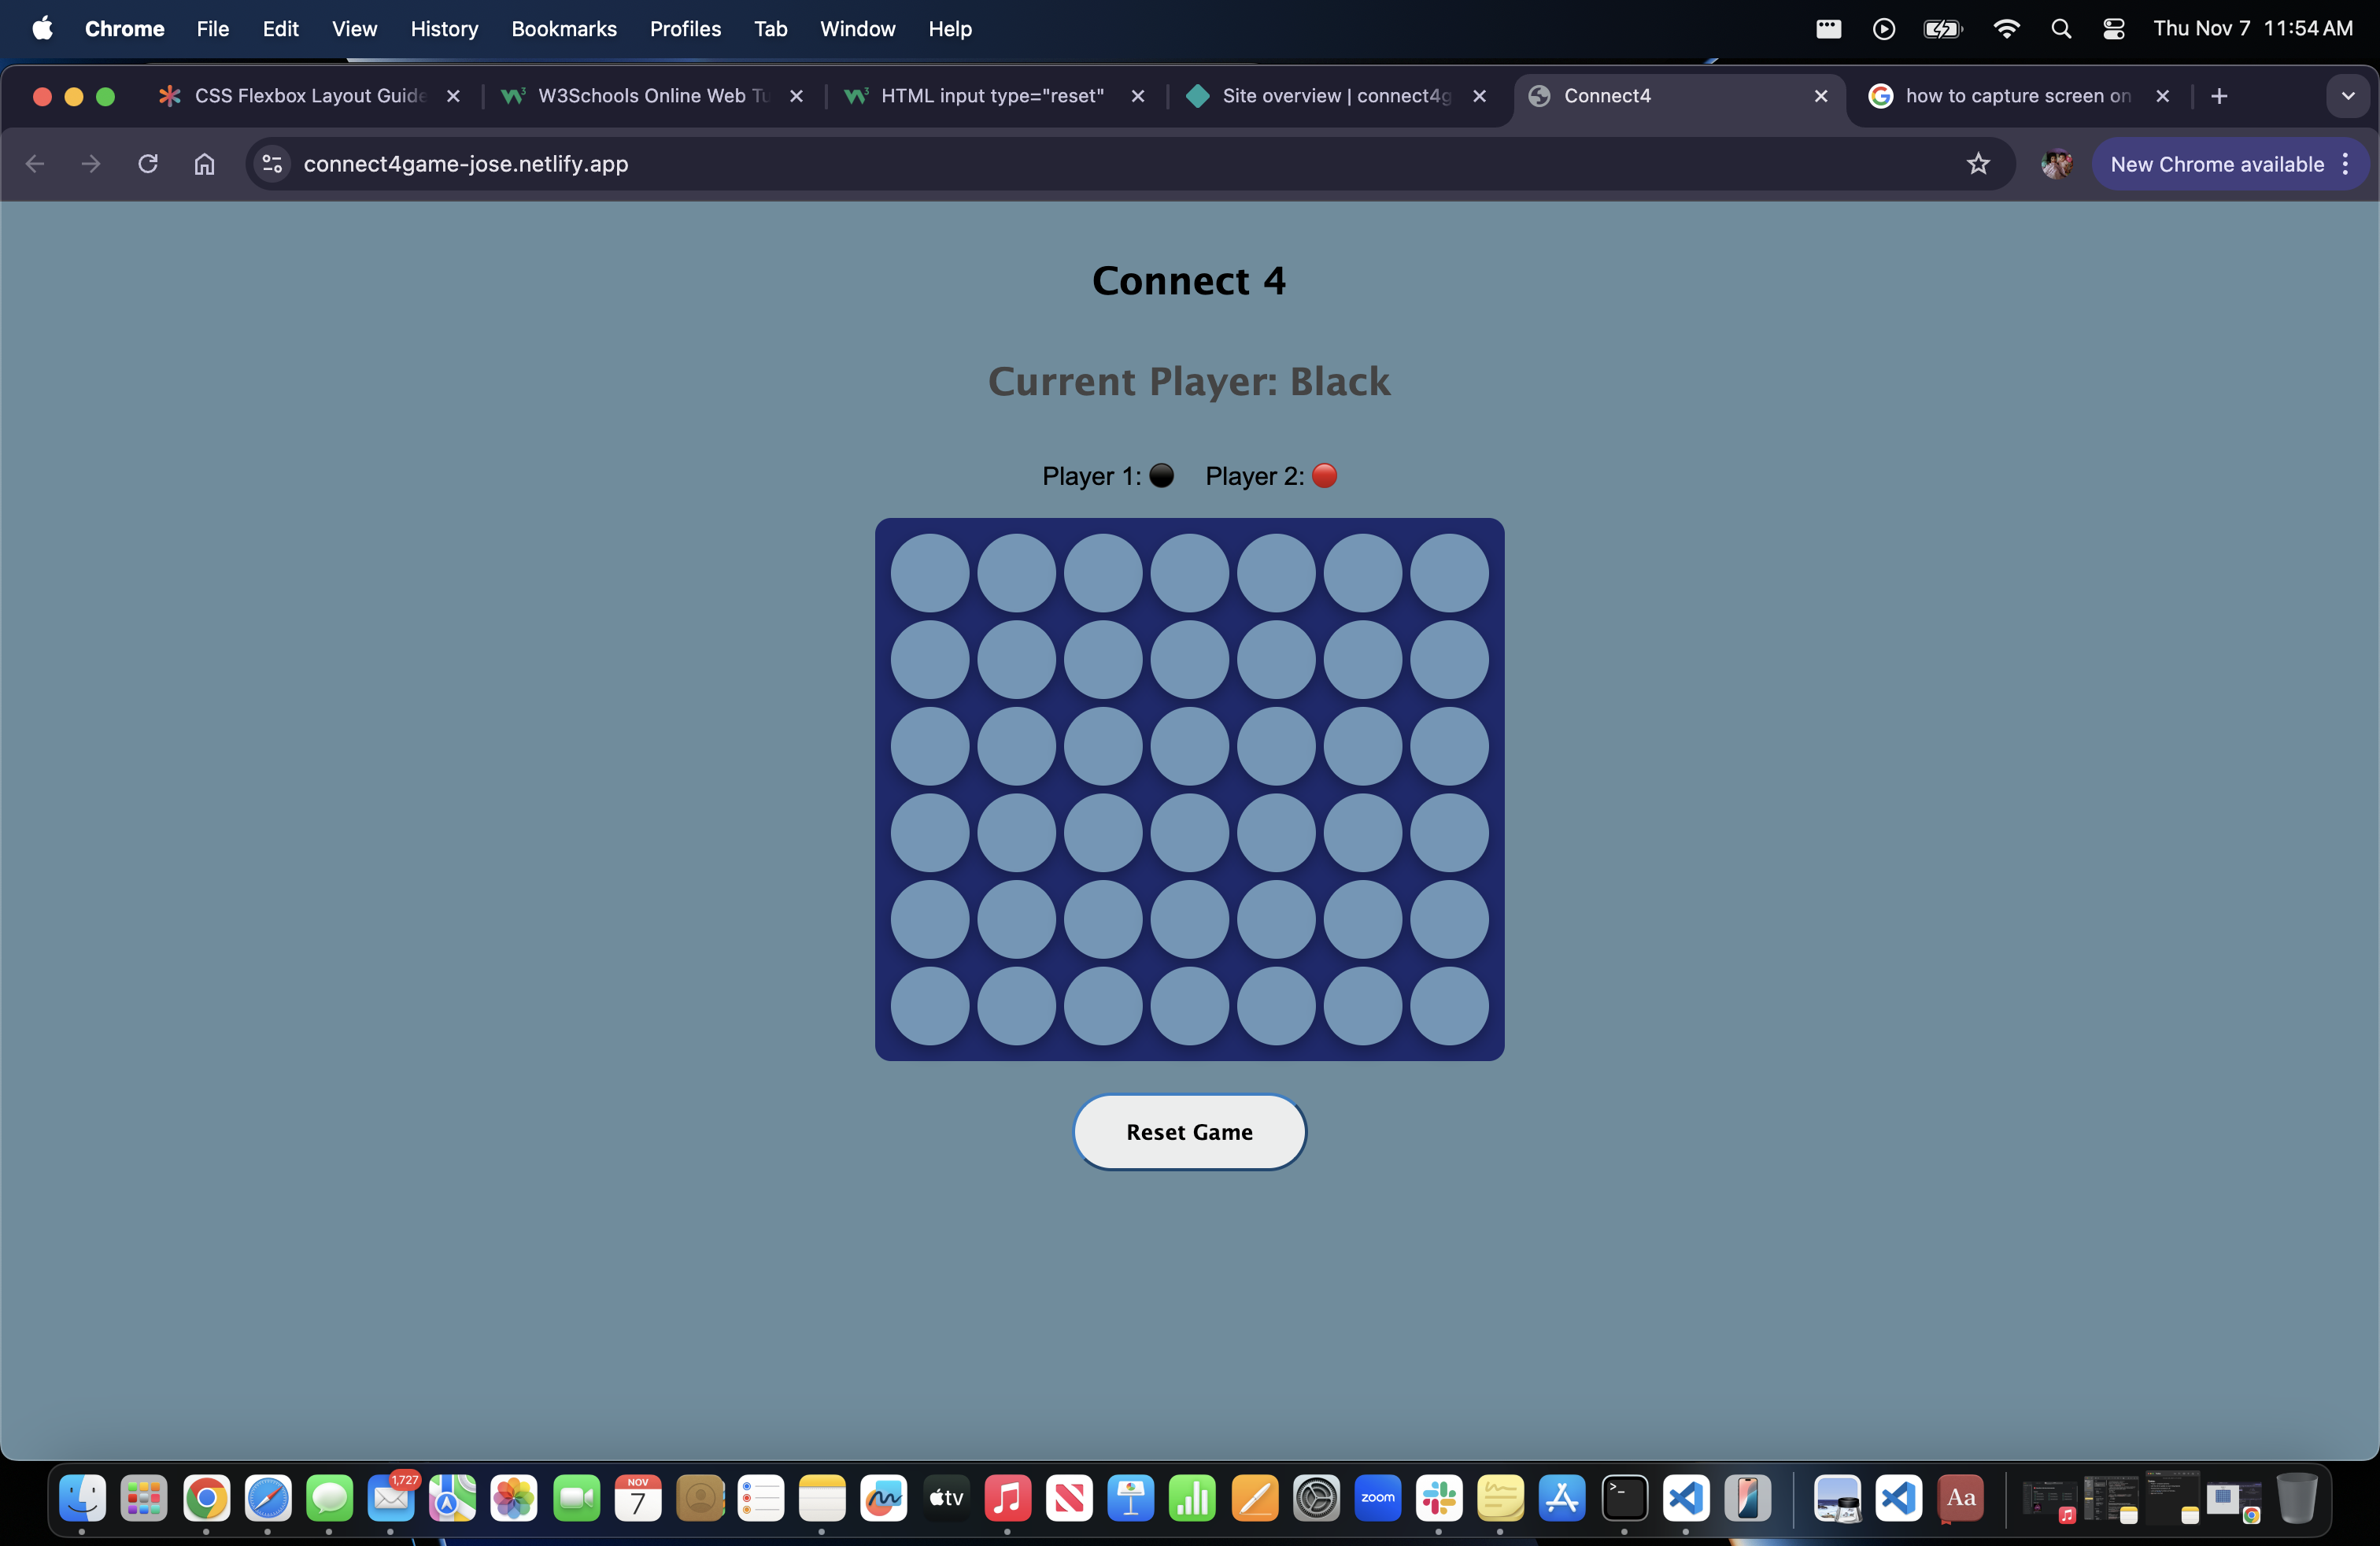 Chrome File Edit View History Bookmarks Profiles Tab Window Help Thu Nov 7 11:54 AM
CSS Flexbox Layout Guide W3Schools Online Web Tu HTML input type="reset" Site overview | connect4g Connect4 how to capture screen on
connect4game-jose.netlify.app New Chrome available
Connect 4
Current Player: Black
Player 1: Player 2:
Reset Game
1,727 NOV 7 tv zoom >_ Aa